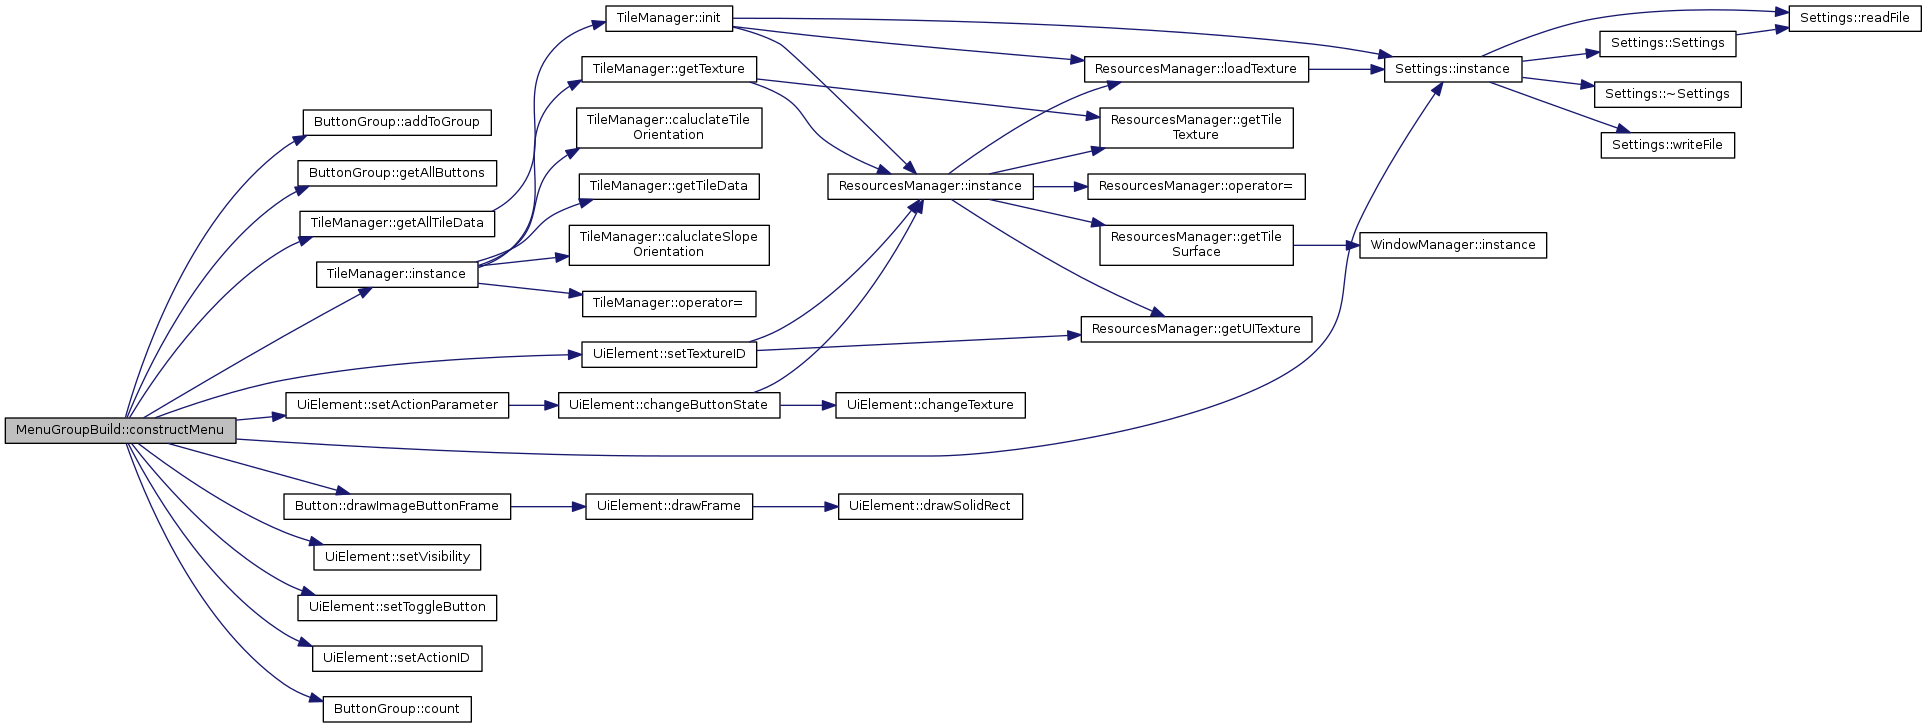 MenuGroupBuild::constructMenu
ButtonGroup::addToGroup
ButtonGroup::getAllButtons
TileManager::getAllTileData
TileManager::instance
UiElement::setActionParameter
Button::drawImageButtonFrame
UiElement::setVisibility
UiElement::setToggleButton
UiElement::setActionID
ButtonGroup::count
TileManager::init
TileManager::getTexture
TileManager::caluclateTile
Orientation
TileManager::getTileData
TileManager::caluclateSlope
Orientation
TileManager::operator=
UiElement::setTextureID
UiElement::changeButtonState
UiElement::drawFrame
ResourcesManager::instance
UiElement::changeTexture
UiElement::drawSolidRect
ResourcesManager::loadTexture
ResourcesManager::getTile
Texture
ResourcesManager::operator=
ResourcesManager::getTile
Surface
ResourcesManager::getUITexture
Settings::instance
WindowManager::instance
Settings::Settings
Settings::~Settings
Settings::writeFile
Settings::readFile